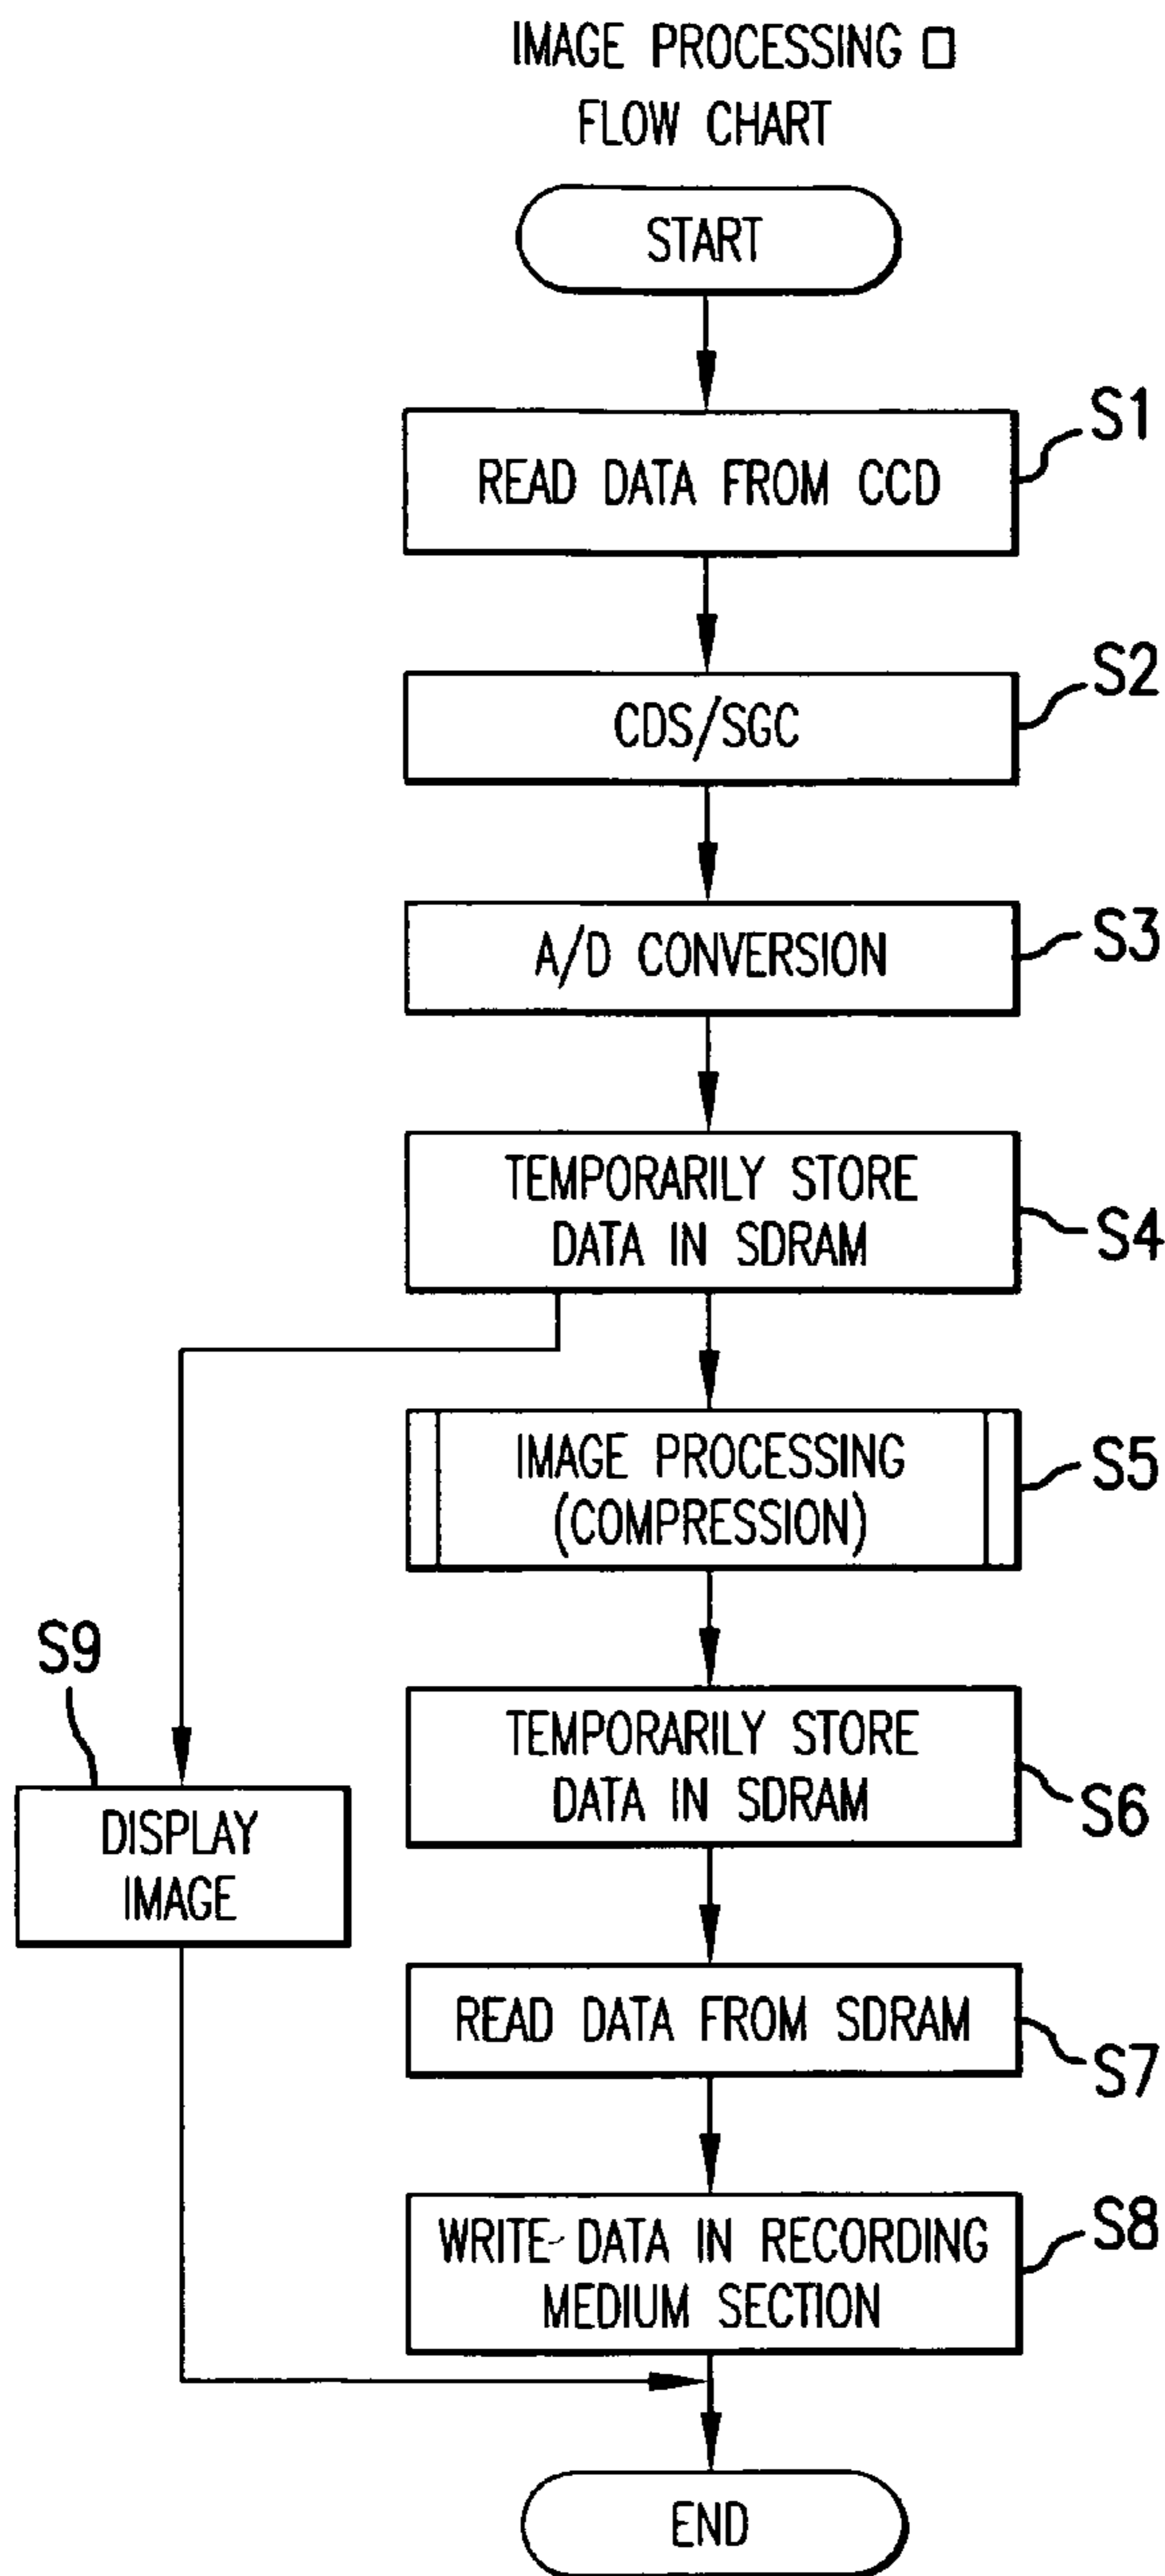 IMAGE PROCESSING □
FLOW CHART
START
READ DATA FROM CCD
S1
CDS/SGC
S2
A/D CONVERSION
S3
TEMPORARILY STORE
DATA IN SDRAM
S4
IMAGE PROCESSING
(COMPRESSION)
S5
S9
DISPLAY
IMAGE
TEMPORARILY STORE
DATA IN SDRAM
S6
READ DATA FROM SDRAM
S7
WRITE DATA IN RECORDING
MEDIUM SECTION
S8
END